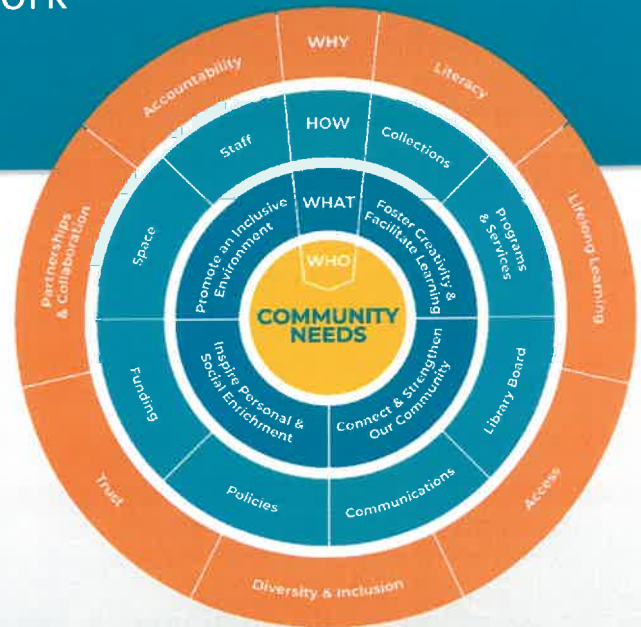 WHY
Literacy
Lifelong Learning
Access
Diversity & Inclusion
Trust
Partnerships
& Collaboration
Accountability
HOW
Collections
Programs
& Services
Library Board
Communications
Policies
Funding
Space
Staff
WHAT
Foster Creativity &
Facilitate Learning
Connect & Strengthen
Our Community
Inspire Personal &
Social Enrichment
Promote an Inclusive
Environment
WHO
COMMUNITY
NEEDS